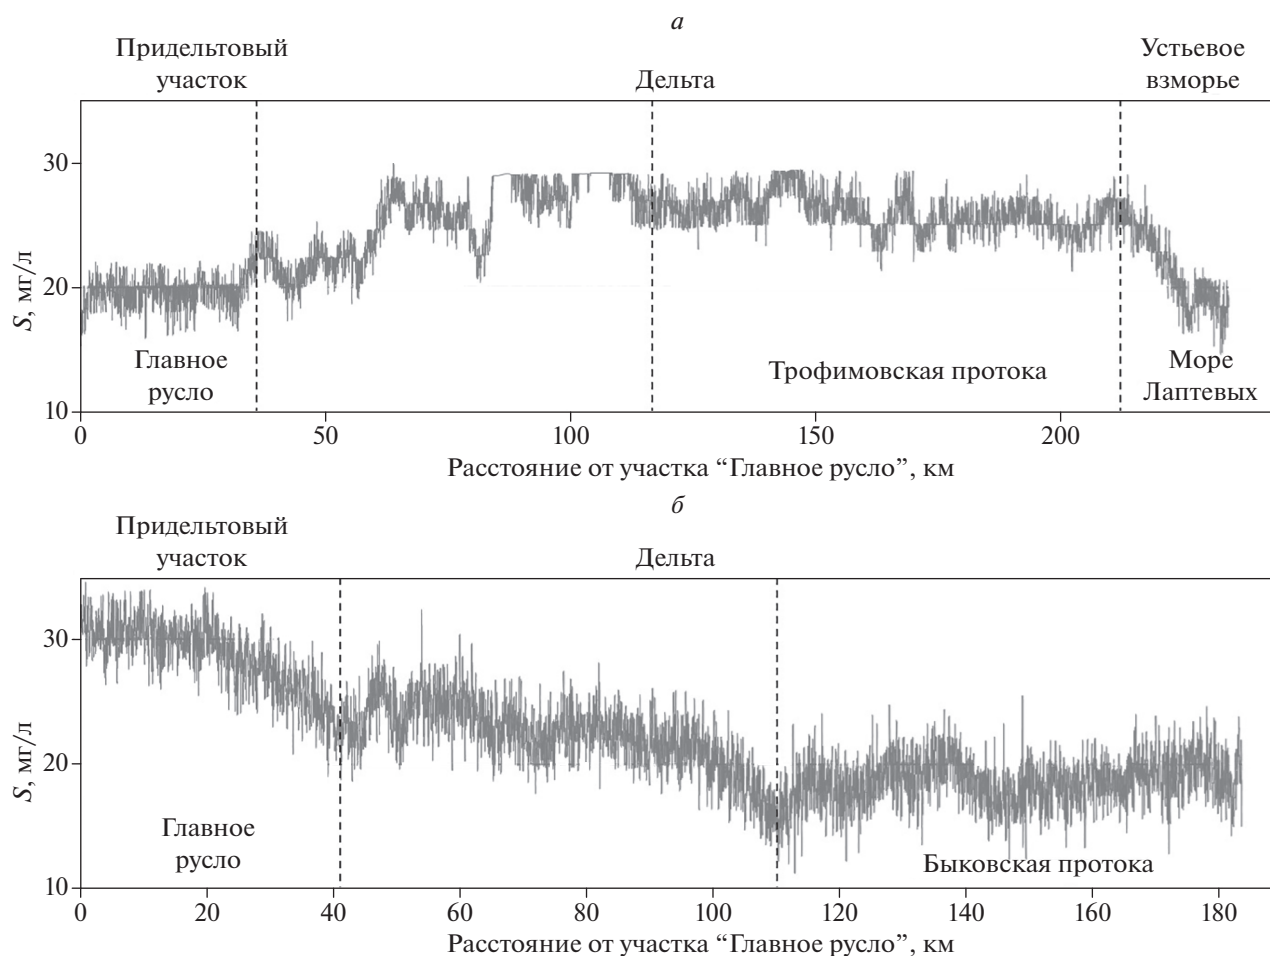 а
Придельтовый
участок
Дельта
Устьевое
взморье
S, мг/л
30
20
10
Главное
русло
Трофимовская протока
Море
Лаптевых
0 50 100 150 200
Расстояние от участка “Главное русло”, км
б
Придельтовый
участок
Дельта
S, мг/л
30
20
10
Главное
русло
Быковская протока
0 20 40 60 80 100 120 140 160 180
Расстояние от участка “Главное русло”, км